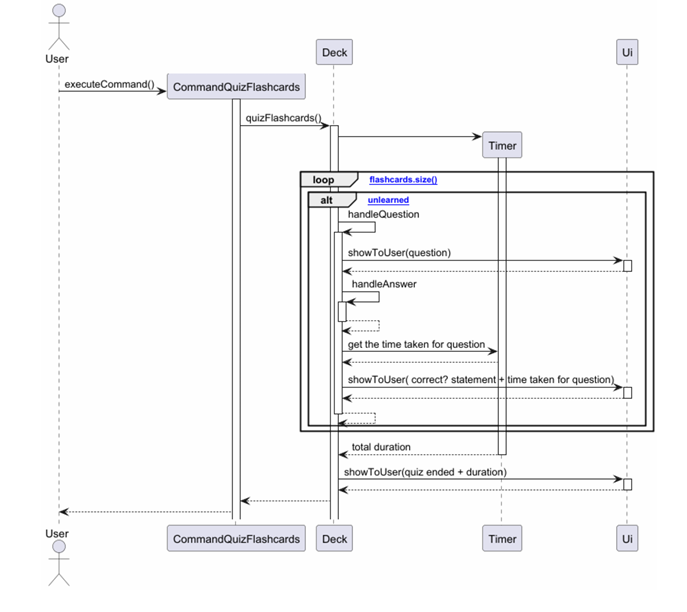 User
Deck
Ui
executeCommand()
CommandQuizFlashcards
quizFlashcards()
Timer
loop
flashcards.size()
alt
unlearned
handleQuestion
showToUser(question)
handleAnswer
get the time taken for question
showToUser( correct? statement + time taken for question)
total duration
showToUser(quiz ended + duration)
User
CommandQuizFlashcards
Deck
Timer
Ui